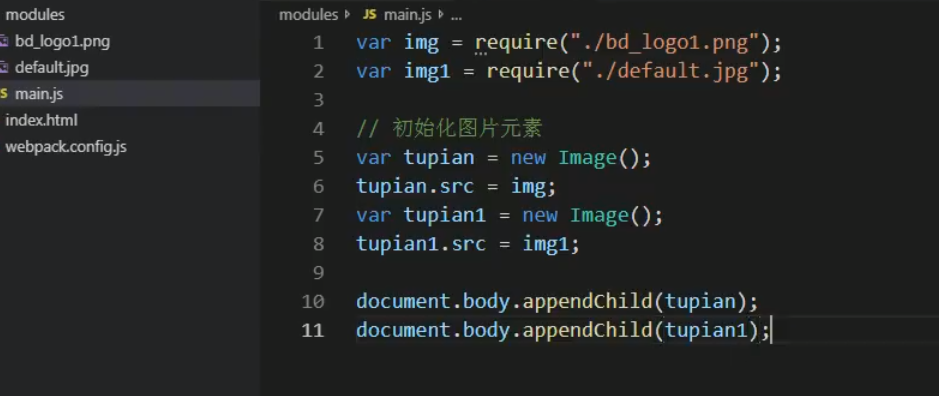 modules
bd_logo1.png
default.jpg
JS main.js
index.html
webpack.config.js
modules JS main.js ...
1 var img = require("./bd_logo1.png");
2 var img1 = require("./default.jpg");
3
4 // 初始化图片元素
5 var tupian = new Image();
6 tupian.src = img;
7 var tupian1 = new Image();
8 tupian1.src = img1;
9
10 document.body.appendChild(tupian);
11 document.body.appendChild(tupian1);